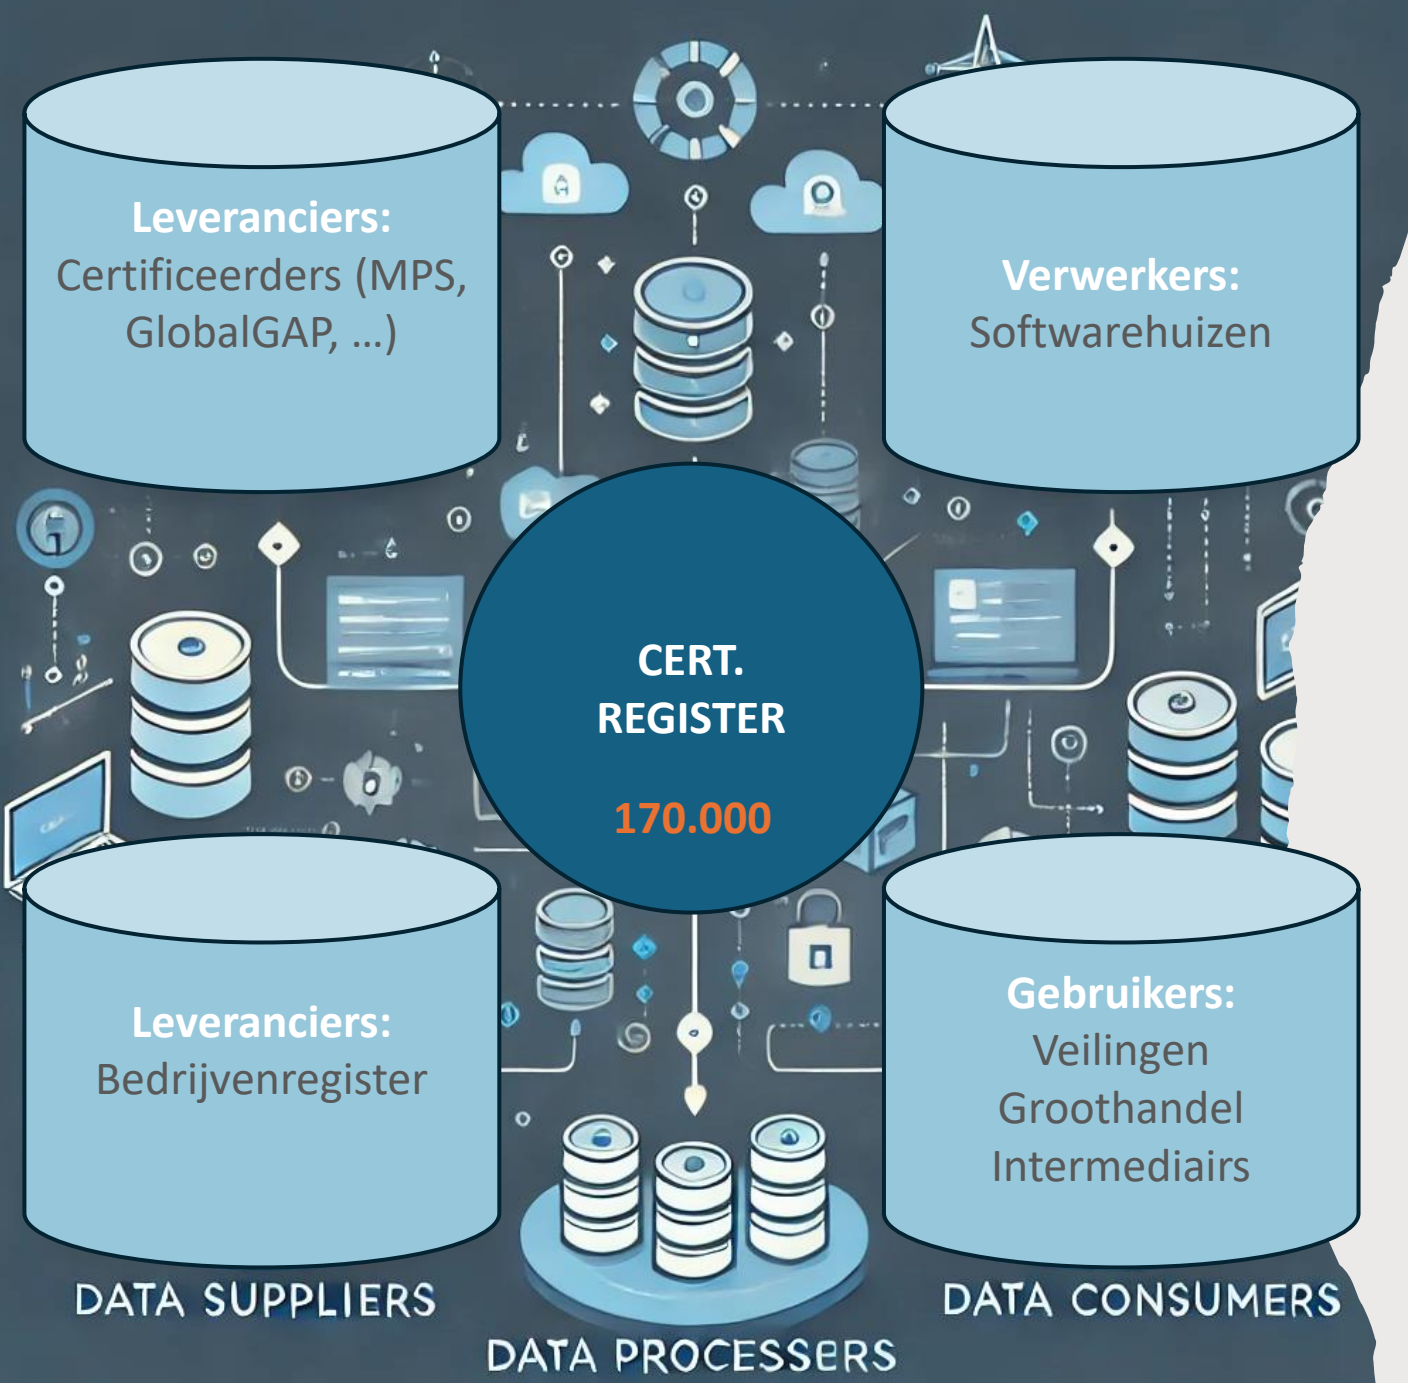 Leveranciers:
Certificeerders (MPS,
GlobalGAP, ...)
Verwerkers:
Softwarehuizen
CERT.
REGISTER
170.000
Leveranciers:
Bedrijvenregister
Gebruikers:
Veilingen
Groothandel
Intermediairs
DATA SUPPLIERS
DATA CONSUMERS
DATA PROCESSERS